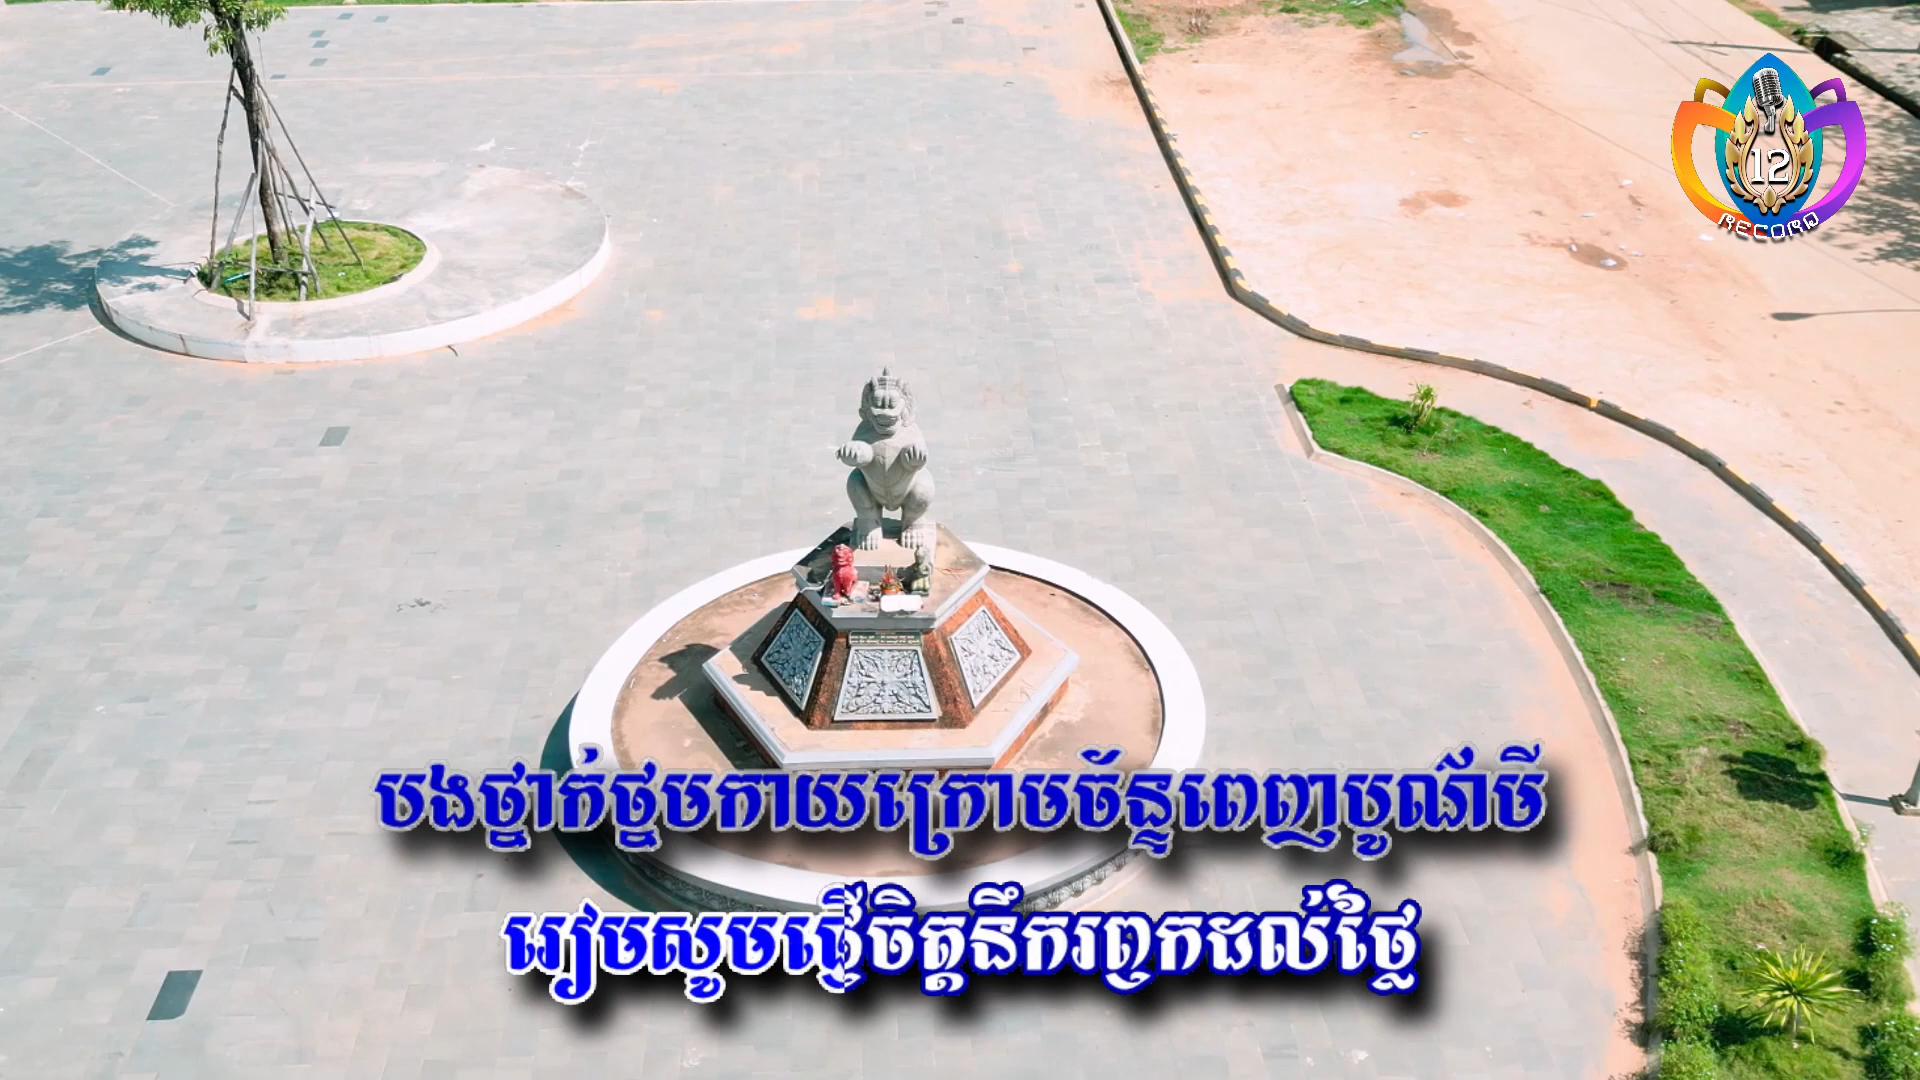 12
RECORD
បងថ្នាក់ថ្នមកាយក្រោមច័ន្ទពេញបូណ៌មី
រៀមសូមផ្ញើចិត្តនឹករឭកដល់ថ្លៃ